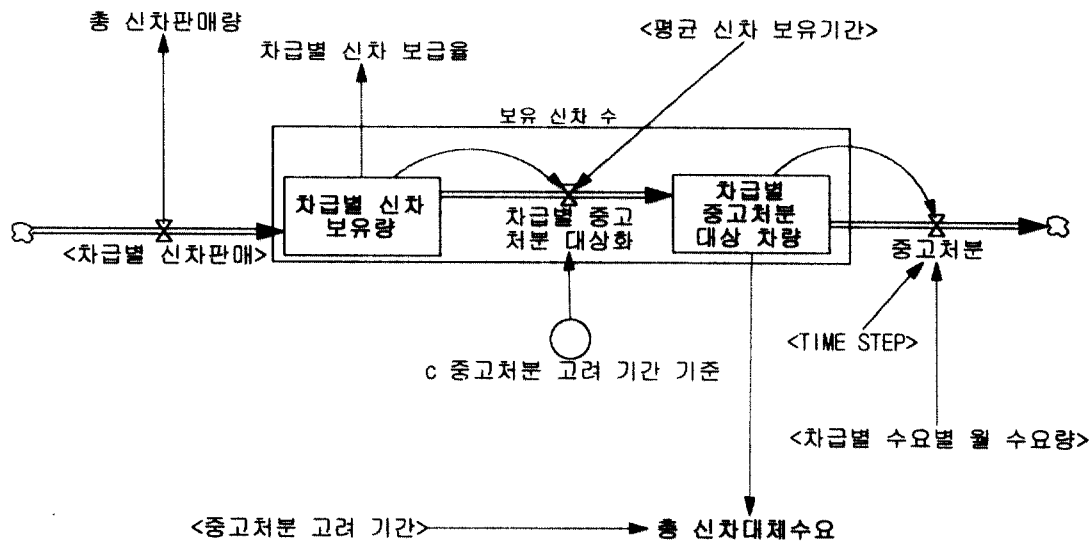 총 신차판매량
<평균 신차 보유기간>
차급별 신차 보급율
보유 신차 수
차급별 신차
보유량
차급별 중고
처분 대상화
차급별
중고처분
대상 차량
<차급별 신차판매>
중고처분
<TIME STEP>
c 중고처분 고려 기간 기준
<차급별 수요별 월 수요량>
<중고처분 고려 기간>
총 신차대체수요